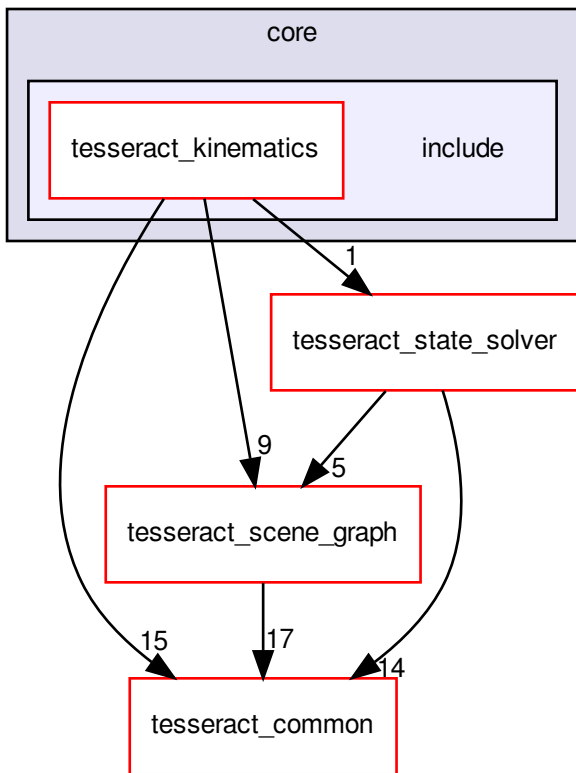 core
tesseract_kinematics
include
1
tesseract_state_solver
9
5
tesseract_scene_graph
15
17
14
tesseract_common